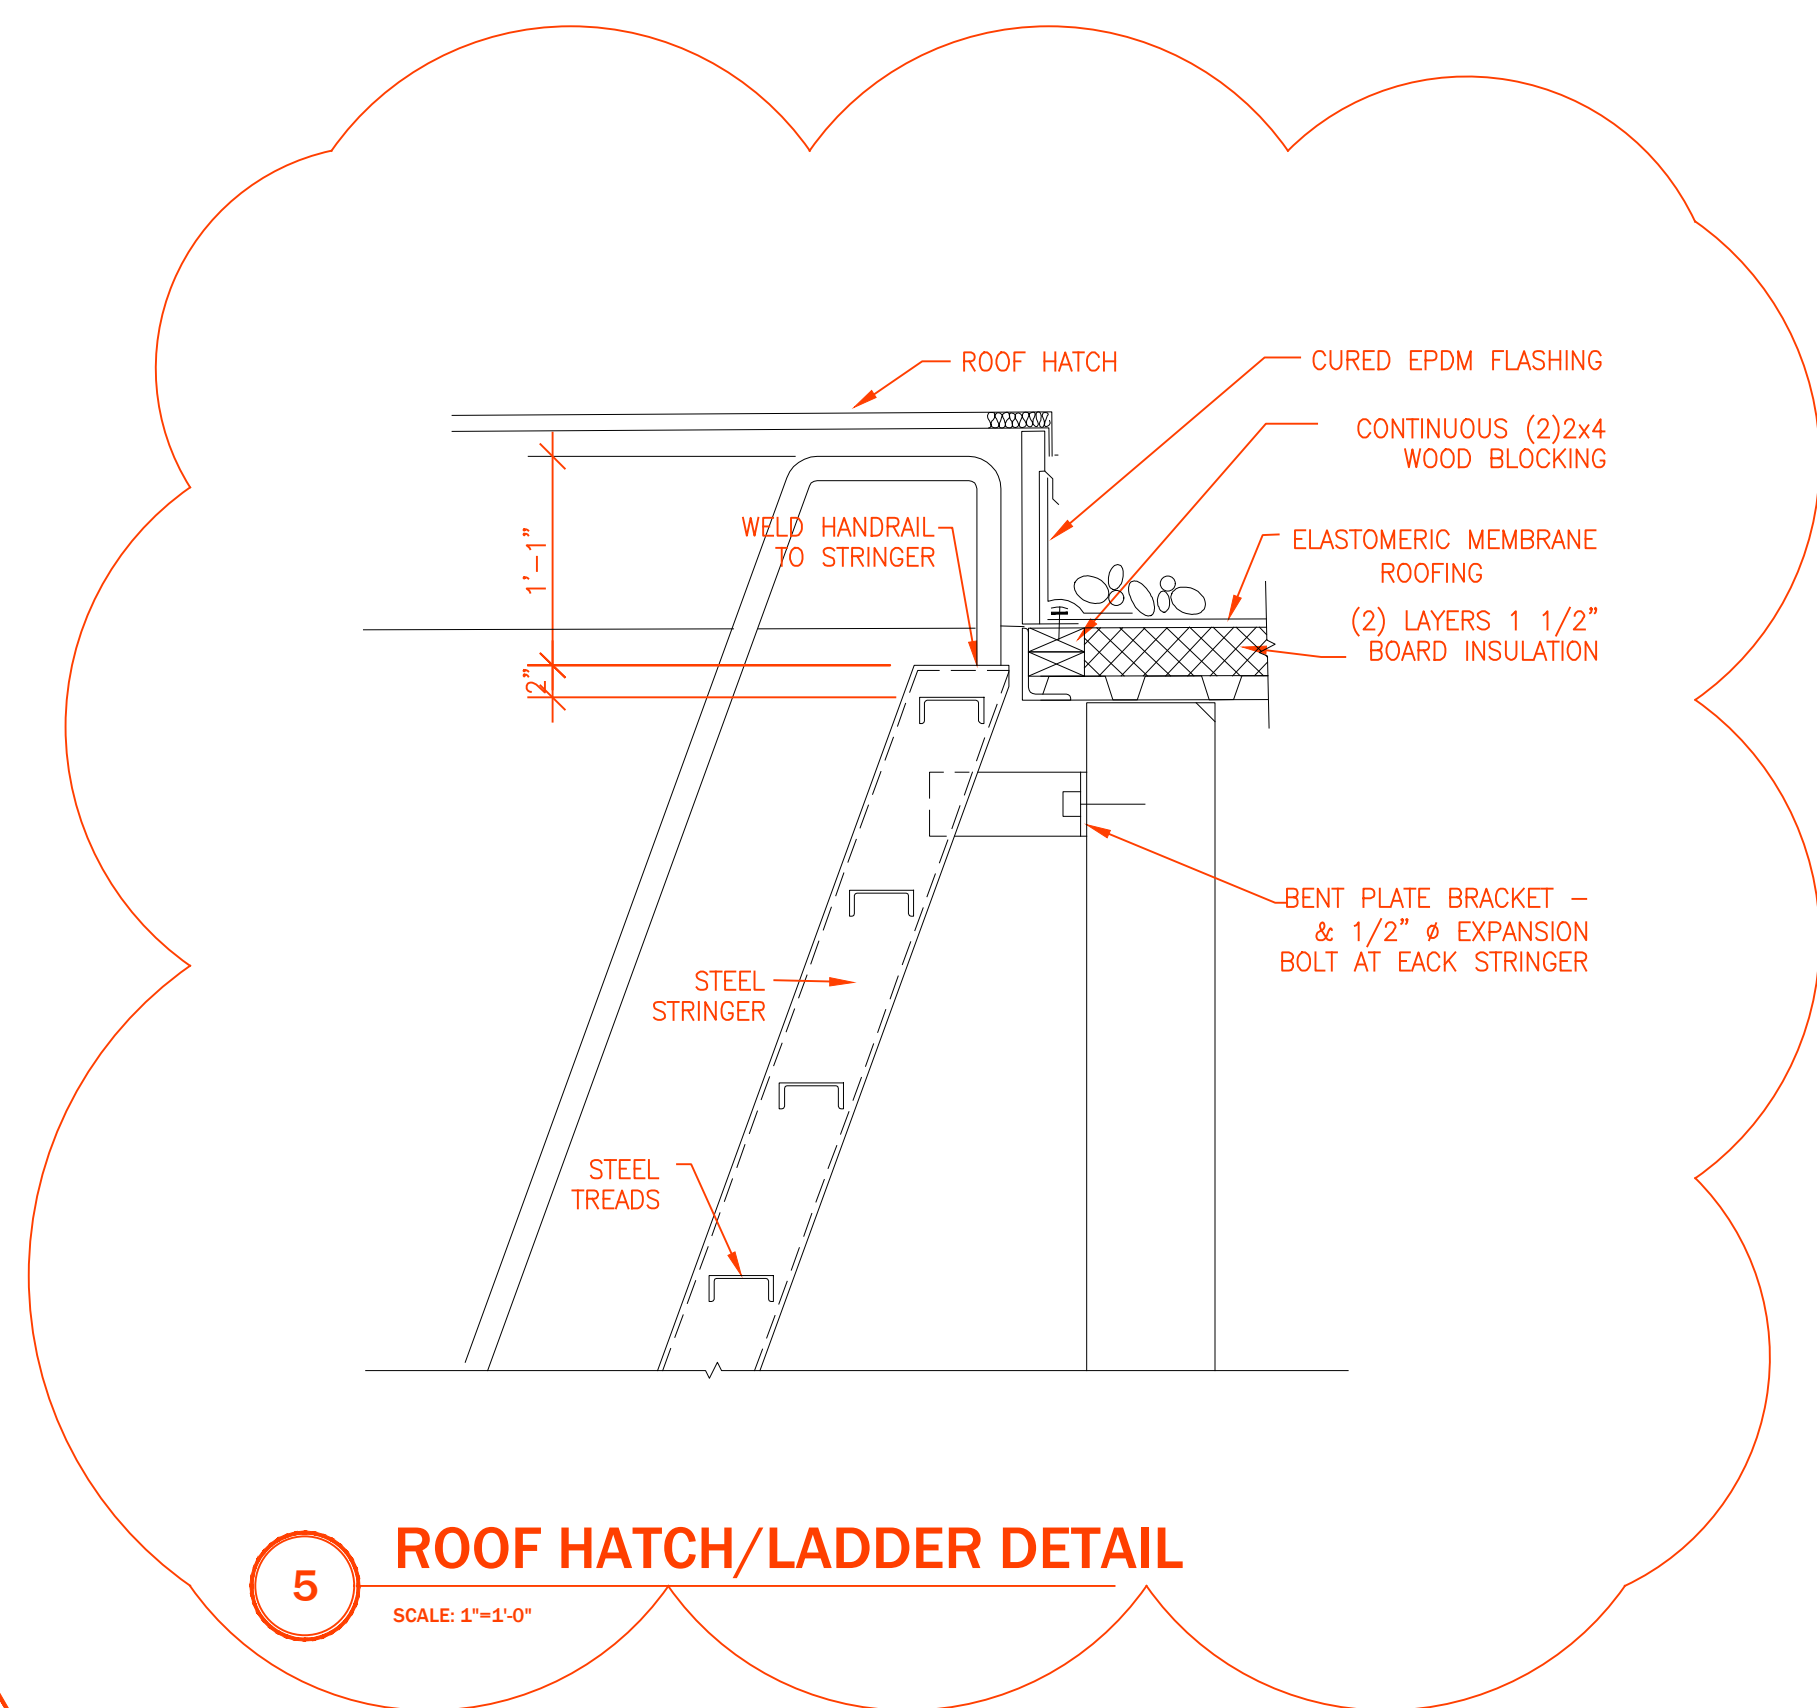 ROOF HATCH
CURED EPDM FLASHING
CONTINUOUS (2)2x4
WOOD BLOCKING
WELD HANDRAIL
TO STRINGER
1'-1"
ELASTOMERIC MEMBRANE
ROOFING
(2) LAYERS 1 1/2"
BOARD INSULATION
2"
BENT PLATE BRACKET –
& 1/2" ø EXPANSION
BOLT AT EACK STRINGER
STEEL
STRINGER
STEEL
TREADS
5
ROOF HATCH/LADDER DETAIL
SCALE: 1"=1'-0"